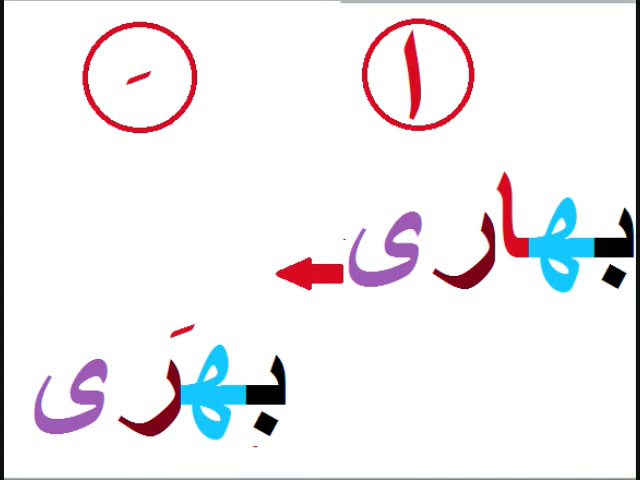 ا َ
بهاری
بهَری